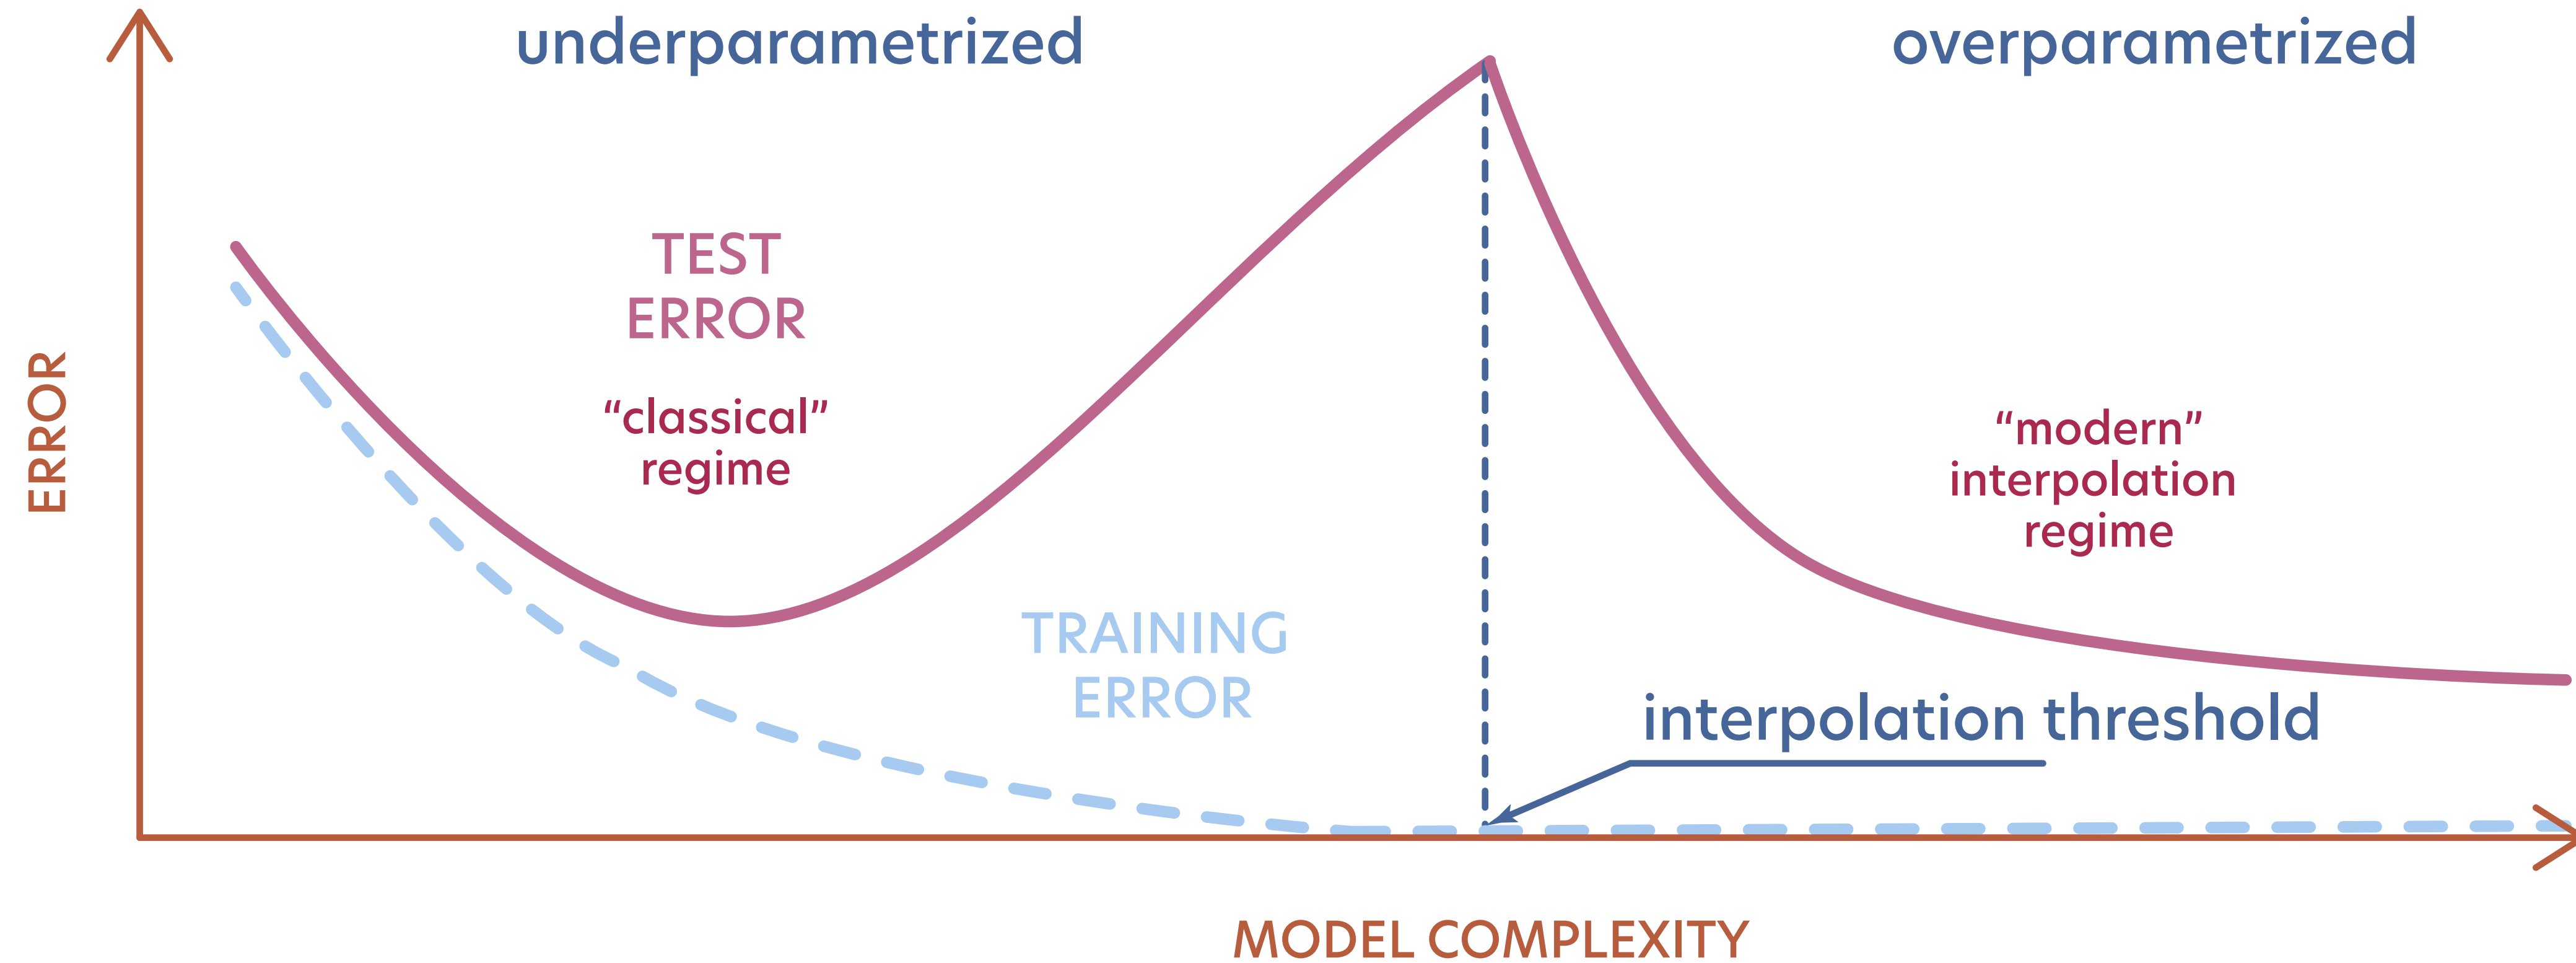 underparametrized
overparametrized
TEST
ERROR
“classical”
regime
ERROR
“modern”
interpolation
regime
TRAINING
ERROR
interpolation threshold
MODEL COMPLEXITY